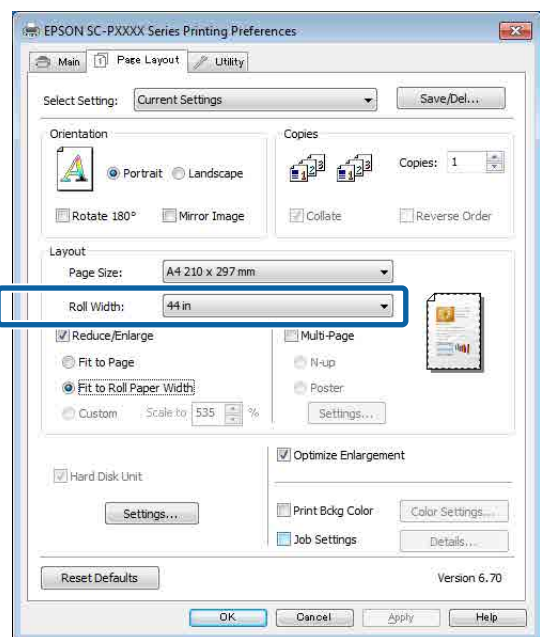 EPSON SC-PXXXX Series Printing Preferences
Main Page Layout Utility
Select Setting: Current Settings Save/Del...
Orientation
Portrait Landscape
Rotate 180° Mirror Image
Copies
Copies: 1
Collate Reverse Order
Layout
Page Size: A4 210 x 297 mm
Roll Width: 44 in
Reduce/Enlarge
Fit to Page
Fit to Roll Paper Width
Custom Scale to 535 %
Multi-Page
N-up
Poster
Settings...
Hard Disk Unit
Settings...
Optimize Enlargement
Print Bckg Color Color Settings...
Job Settings Details...
Reset Defaults Version 6.70
OK Cancel Apply Help